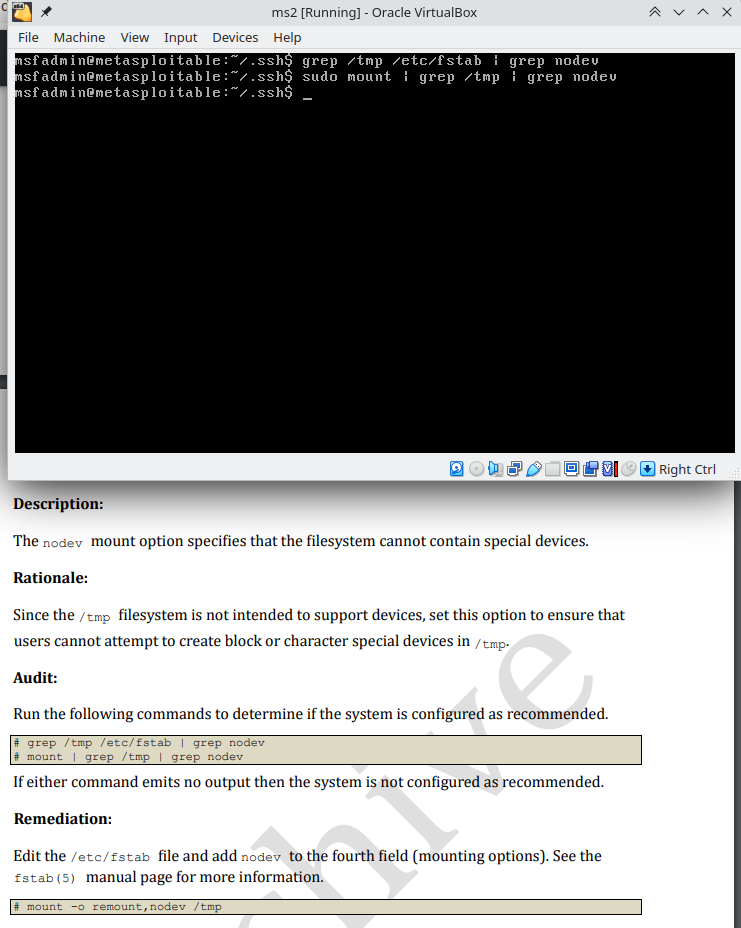 ms2 [Running] - Oracle VirtualBox
File Machine View Input Devices Help
msfadmin@metasploitable:~/.ssh$ grep /tmp /etc/fstab | grep nodev
msfadmin@metasploitable:~/.ssh$ sudo mount | grep /tmp | grep nodev
msfadmin@metasploitable:~/.ssh$ _
Right Ctrl
Description:
The nodev mount option specifies that the filesystem cannot contain special devices.
Rationale:
Since the /tmp filesystem is not intended to support devices, set this option to ensure that
users cannot attempt to create block or character special devices in /tmp.
Audit:
Run the following commands to determine if the system is configured as recommended.
# grep /tmp /etc/fstab | grep nodev
# mount | grep /tmp | grep nodev
If either command emits no output then the system is not configured as recommended.
Remediation:
Edit the /etc/fstab file and add nodev to the fourth field (mounting options). See the
fstab(5) manual page for more information.
# mount -o remount,nodev /tmp
hive